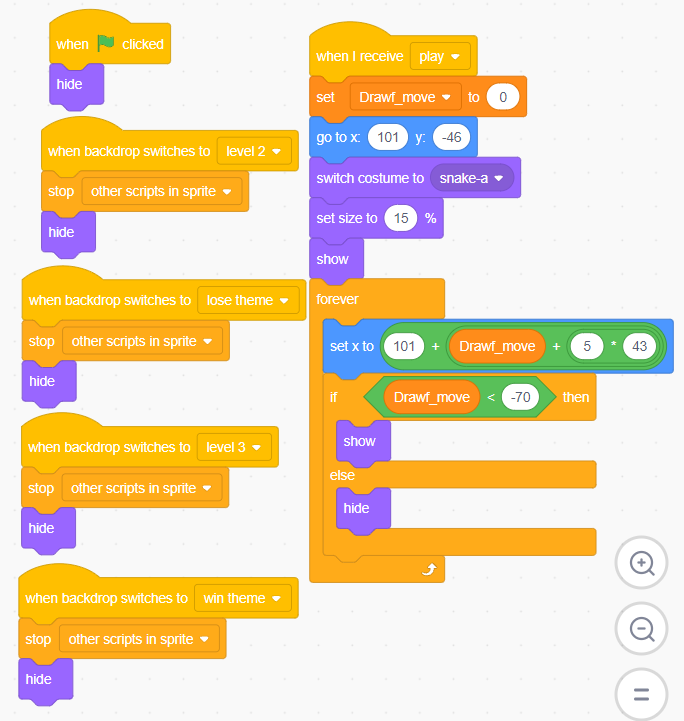 when clicked
hide
when backdrop switches to level 2
stop other scripts in sprite
hide
when backdrop switches to lose theme
stop other scripts in sprite
hide
when backdrop switches to level 3
stop other scripts in sprite
hide
when backdrop switches to win theme
stop other scripts in sprite
hide
when I receive play
set Drawf_move to 0
go to x: 101 y: -46
switch costume to snake-a
set size to 15 %
show
forever
set x to 101 + Drawf_move + 5 * 43
if Drawf_move < -70 then
show
else
hide